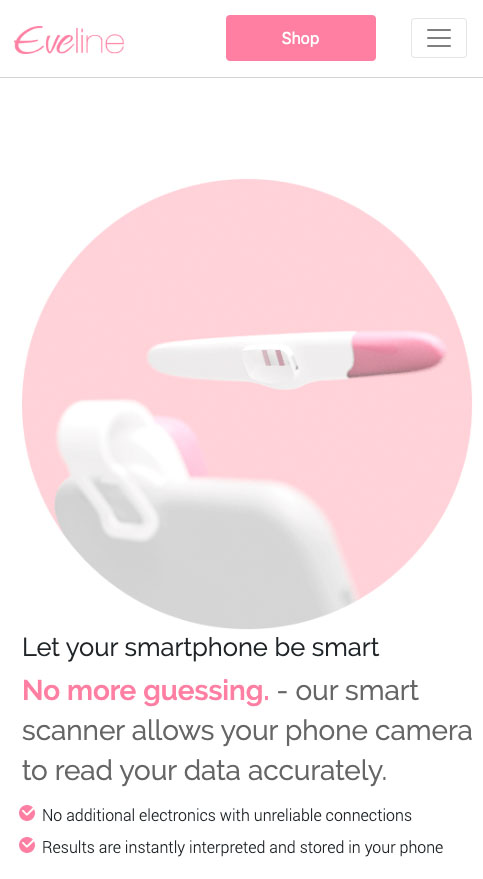 Eveline
Shop
Let your smartphone be smart
No more guessing. - our smart
scanner allows your phone camera
to read your data accurately.
No additional electronics with unreliable connections
Results are instantly interpreted and stored in your phone